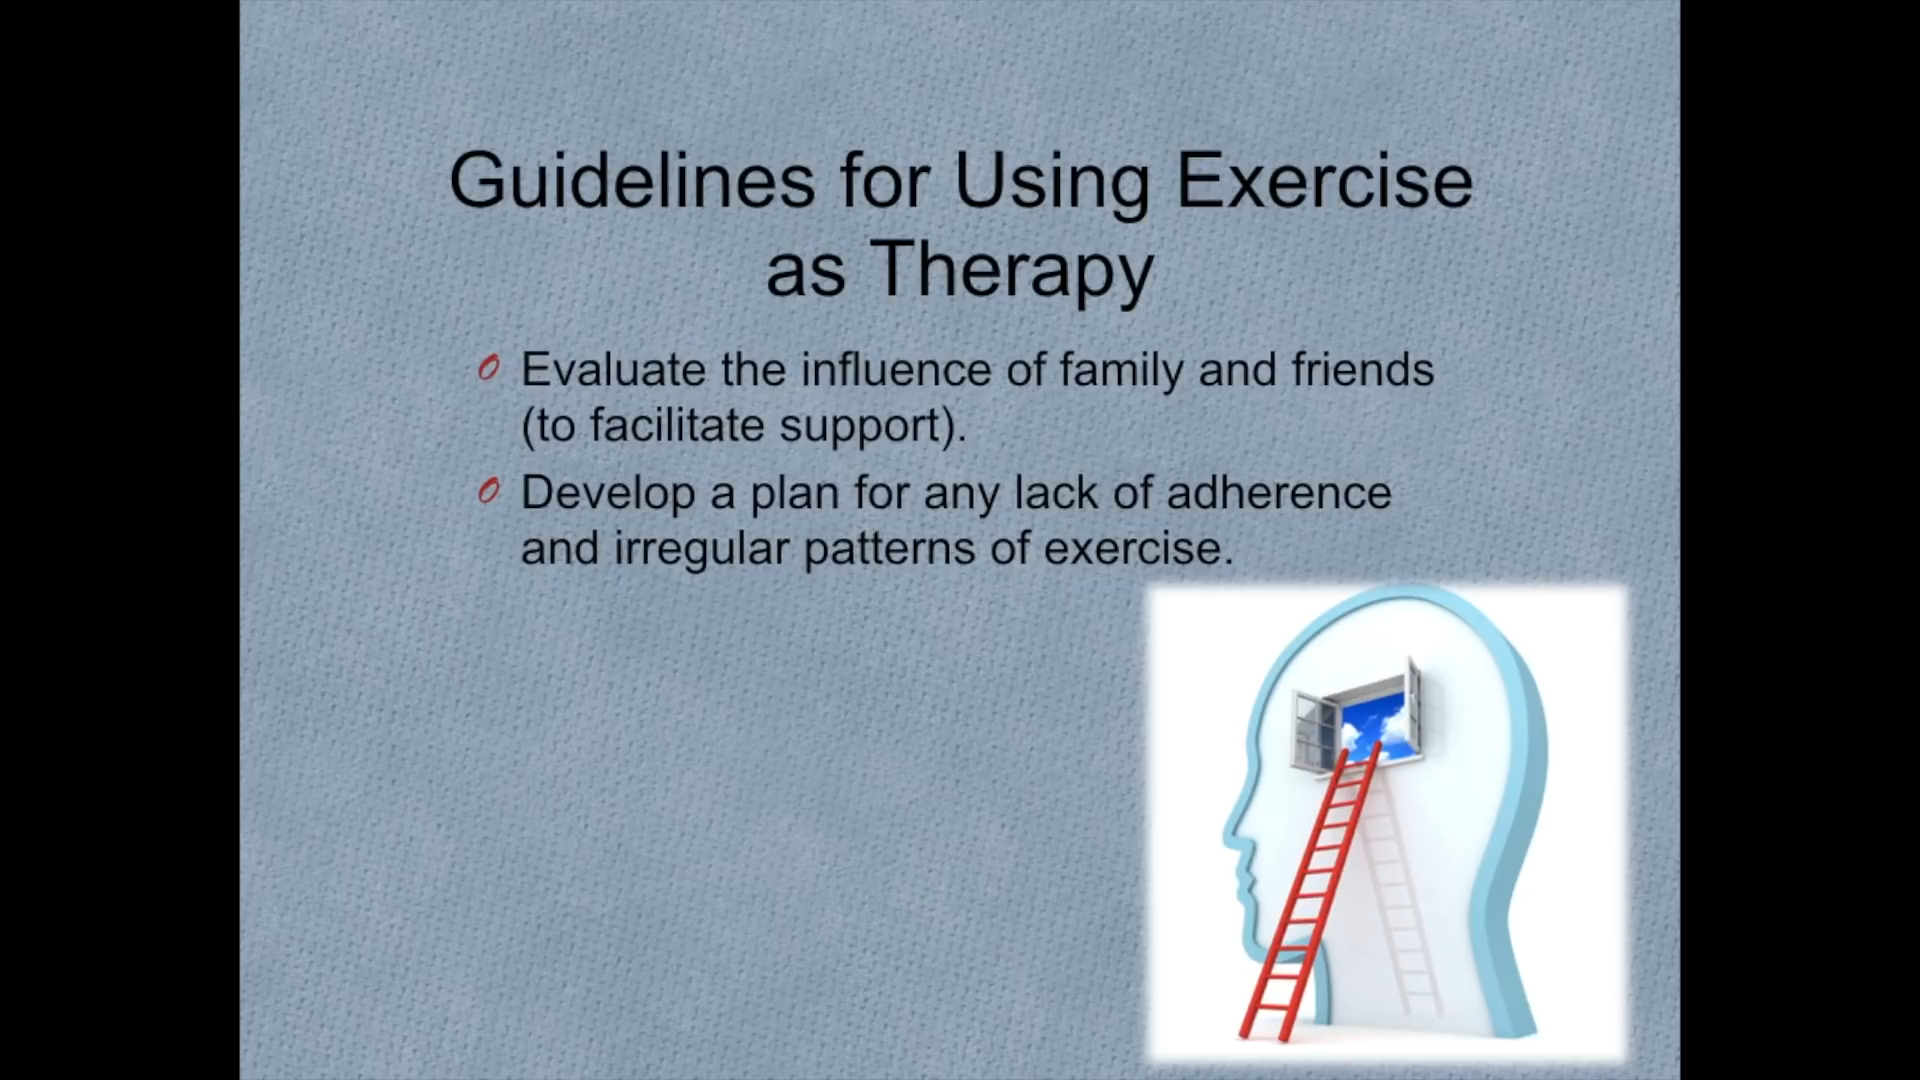 Guidelines for Using Exercise
as Therapy
Evaluate the influence of family and friends
(to facilitate support).
Develop a plan for any lack of adherence
and irregular patterns of exercise.